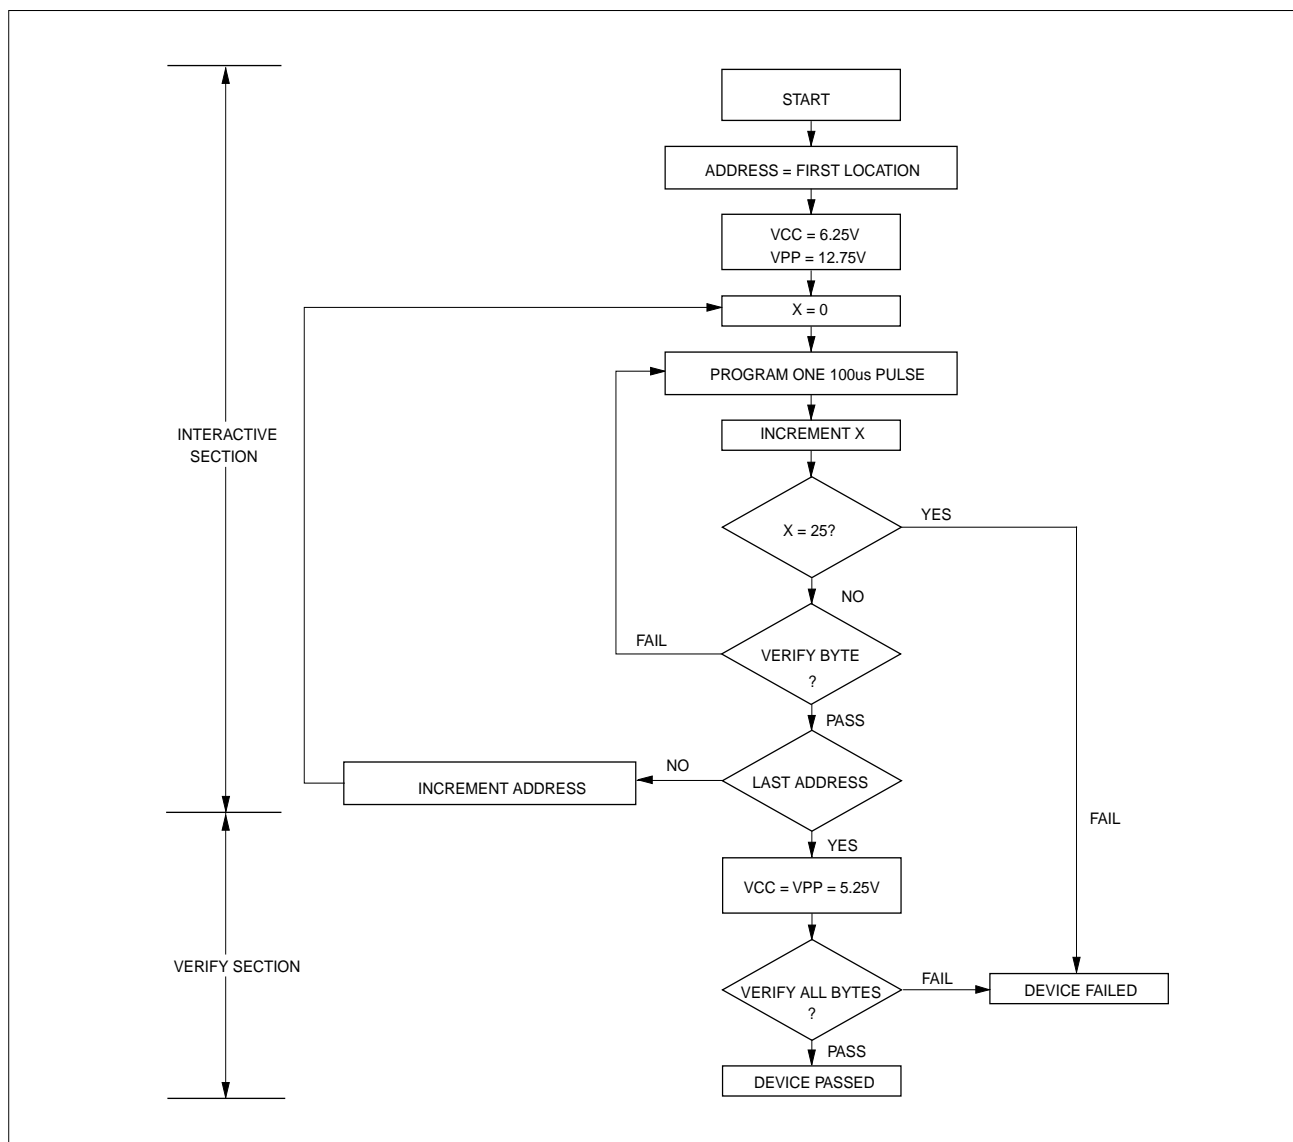 START
ADDRESS = FIRST LOCATION
VCC = 6.25V
VPP = 12.75V
X = 0
PROGRAM ONE 100us PULSE
INTERACTIVE
SECTION
INCREMENT X
X = 25?
YES
NO
FAIL
VERIFY BYTE
?
PASS
NO
LAST ADDRESS
INCREMENT ADDRESS
FAIL
YES
VCC = VPP = 5.25V
VERIFY SECTION
VERIFY ALL BYTES
?
FAIL
DEVICE FAILED
PASS
DEVICE PASSED